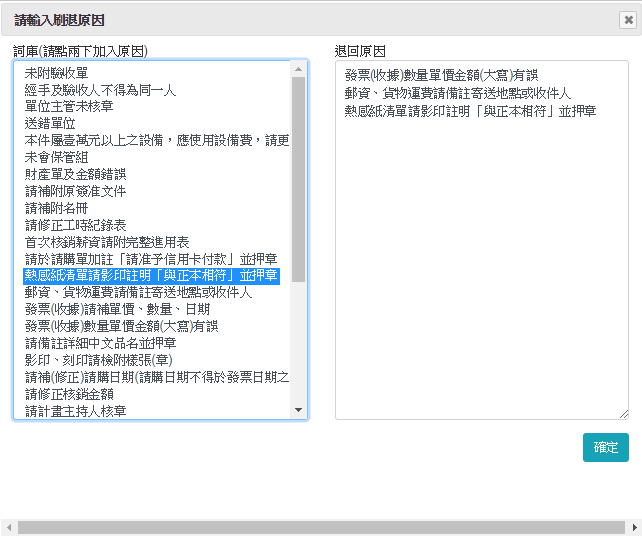 請輸入刷退原因
詞庫(請點兩下加入原因)
未附驗收單
經手及驗收人不得為同一人
單位主管未核章
送錯單位
本件屬壹萬元以上之設備，應使用設備費，請更
未會保管組
財產單及金額錯誤
請補附原簽准文件
請補附名冊
請修正工時紀錄表
首次核銷薪資請附完整進用表
請於請購單加註「請准予信用卡付款」並押章
熱感紙清單請影印註明「與正本相符」並押章
郵資、貨物運費請備註寄送地點或收件人
發票(收據)請補單價、數量、日期
發票(收據)數量單價金額(大寫)有誤
請備註詳細中文品名並押章
影印、刻印請檢附樣張(章)
請補(修正)請購日期(請購日期不得於發票日期之
請修正核銷金額
請計畫主持人核章
退回原因
發票(收據)數量單價金額(大寫)有誤
郵資、貨物運費請備註寄送地點或收件人
熱感紙清單請影印註明「與正本相符」並押章
確定